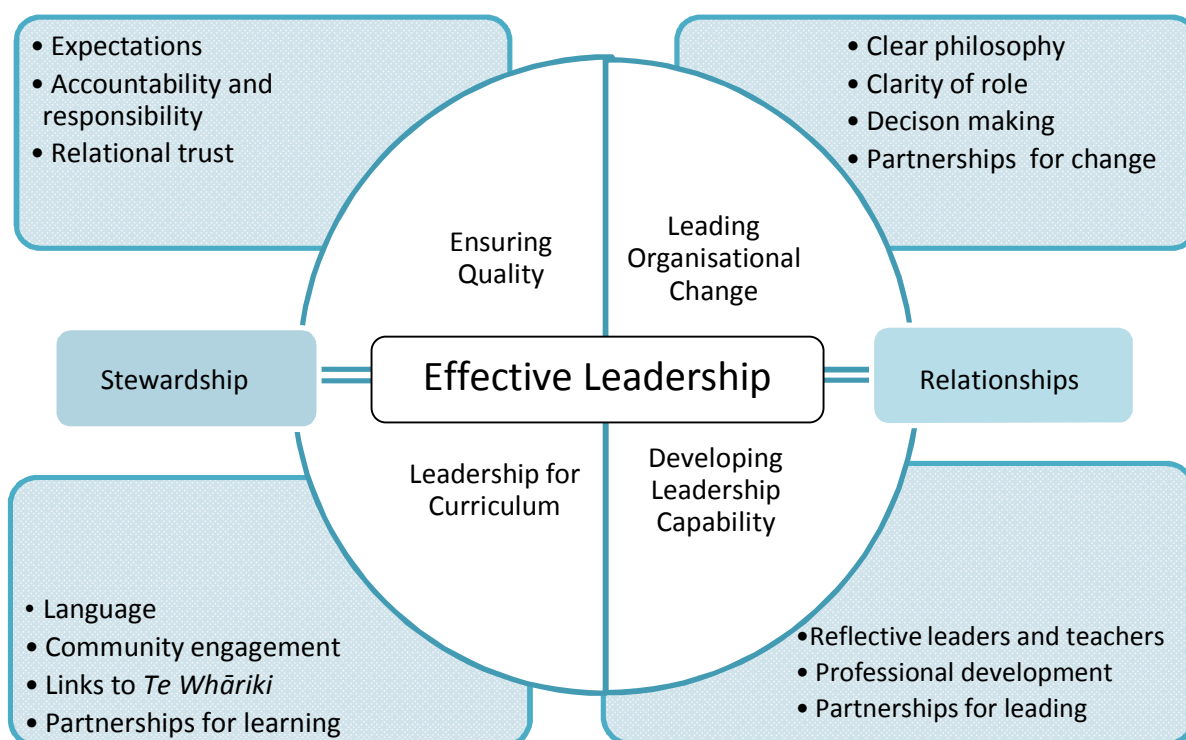 • Expectations
• Accountability and
responsibility
• Relational trust
• Clear philosophy
• Clarity of role
• Decison making
• Partnerships for change
Ensuring
Quality
Leading
Organisational
Change
Stewardship
Effective Leadership
Relationships
Leadership for
Curriculum
Developing
Leadership
Capability
• Language
• Community engagement
• Links to Te Whāriki
• Partnerships for learning
•Reflective leaders and teachers
• Professional development
• Partnerships for leading